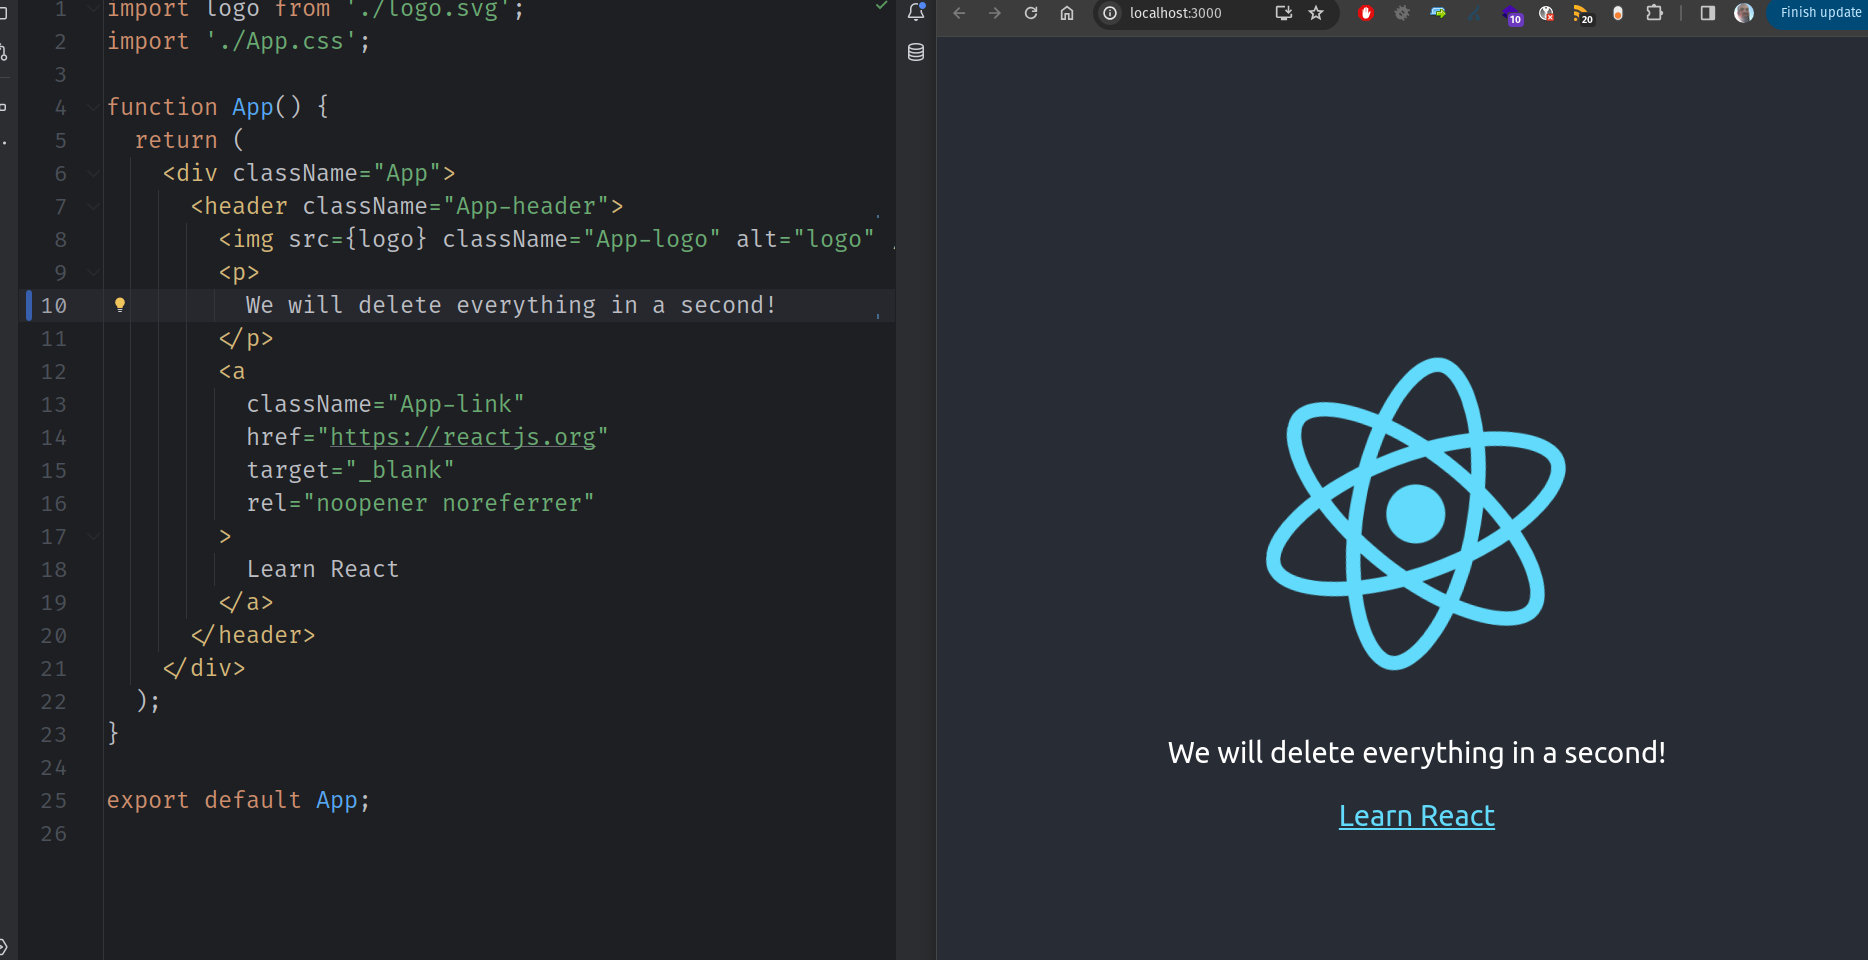 1 import logo from './logo.svg';
2 import './App.css';
3
4 function App() {
5 return (
6 <div className="App">
7 <header className="App-header">
8 <img src={logo} className="App-logo" alt="logo" /
9 <p>
10 We will delete everything in a second!
11 </p>
12 <a
13 className="App-link"
14 href="https://reactjs.org"
15 target="_blank"
16 rel="noopener noreferrer"
17 >
18 Learn React
19 </a>
20 </header>
21 </div>
22 );
23 }
24
25 export default App;
26
localhost:3000
10
20
Finish update
We will delete everything in a second!
Learn React